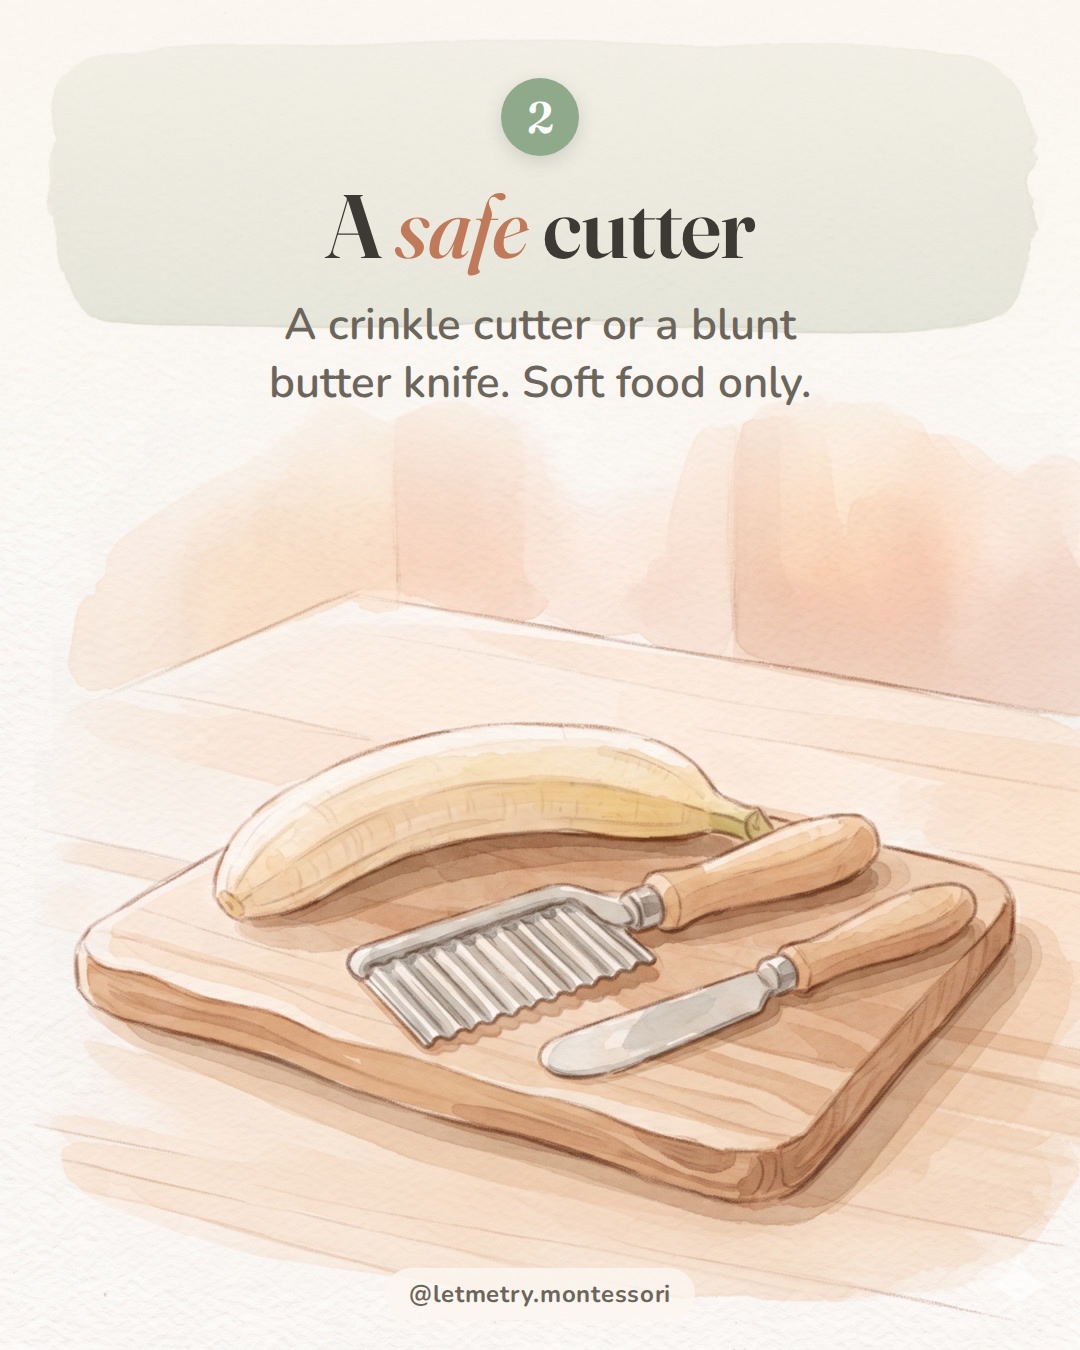 2
A safe cutter
A crinkle cutter or a blunt
butter knife. Soft food only.
@letmetry.montessori